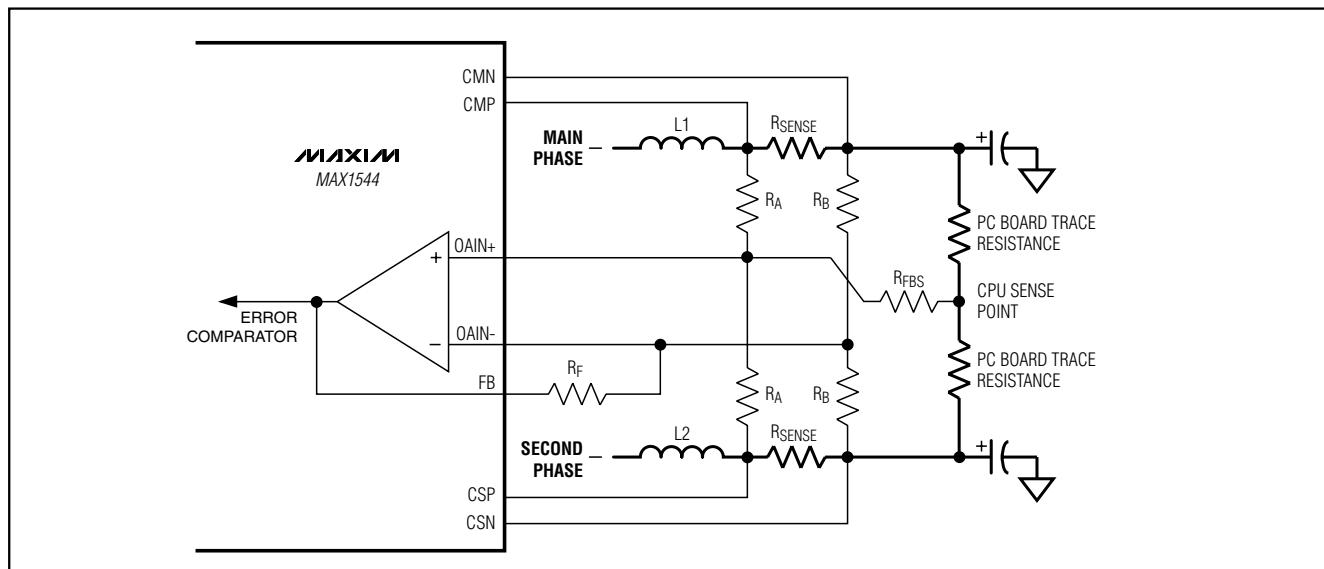 CMN
CMP
MAIN
PHASE
L1
RSENSE
+
MAXIM
MAX1544
RA
RB
PC BOARD TRACE
RESISTANCE
OAIN+
+
RFBS
CPU SENSE
POINT
ERROR
COMPARATOR
OAIN-
−
FB
RF
PC BOARD TRACE
RESISTANCE
RA
RB
SECOND
PHASE
L2
RSENSE
+
CSP
CSN